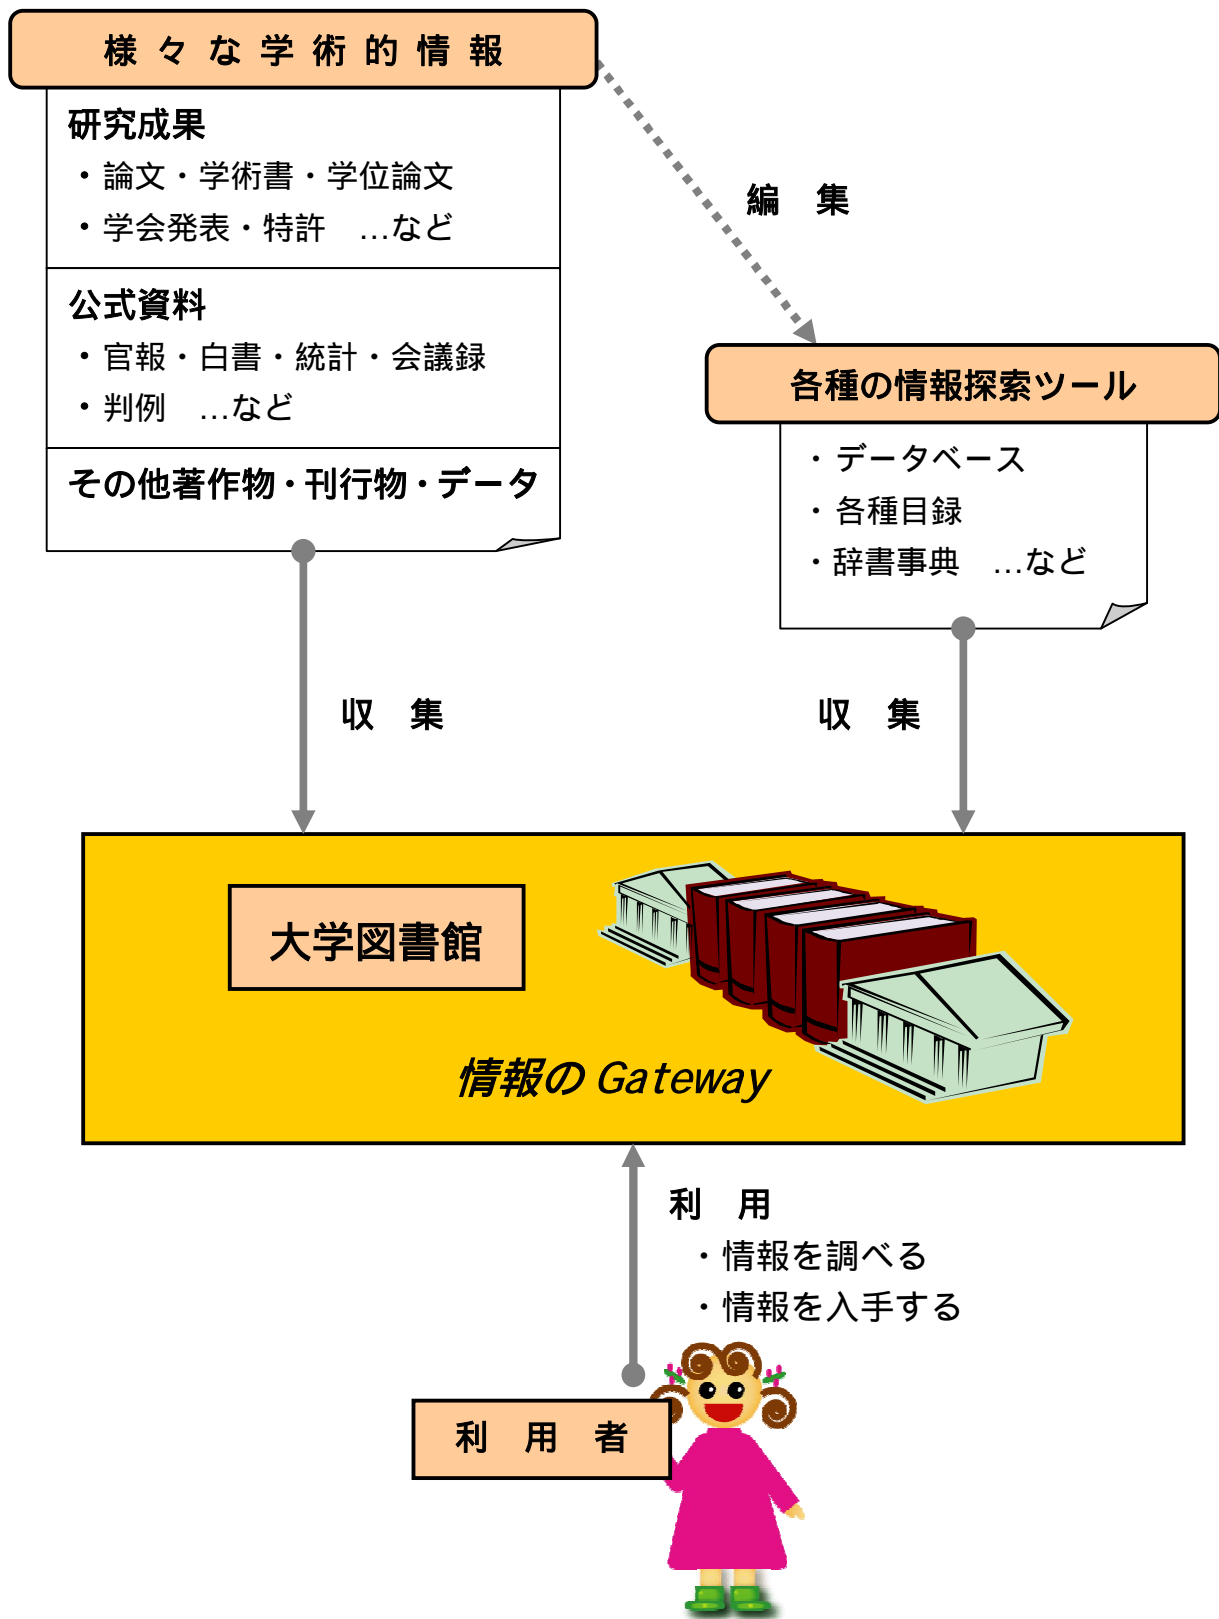 様々な学術的情報
研究成果
・論文・学術書・学位論文
・学会発表・特許　…など
公式資料
・官報・白書・統計・会議録
・判例　…など
その他著作物・刊行物・データ
編　集
各種の情報探索ツール
・データベース
・各種目録
・辞書事典　…など
収　集
収　集
大学図書館
情報の Gateway
利　用
・情報を調べる
・情報を入手する
利　用　者